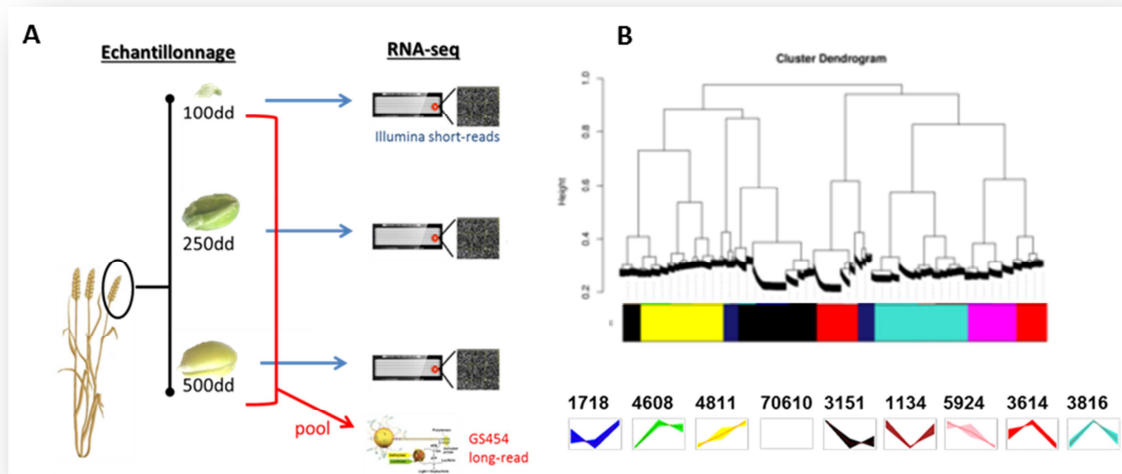 A
Echantillonnage
RNA-seq
100dd
Illumina short-reads
250dd
500dd
pool
GS454
long-read
B
Cluster Dendrogram
Height
1.0
0.8
0.6
0.4
0.2
1718 4608 4811 70610 3151 1134 5924 3614 3816